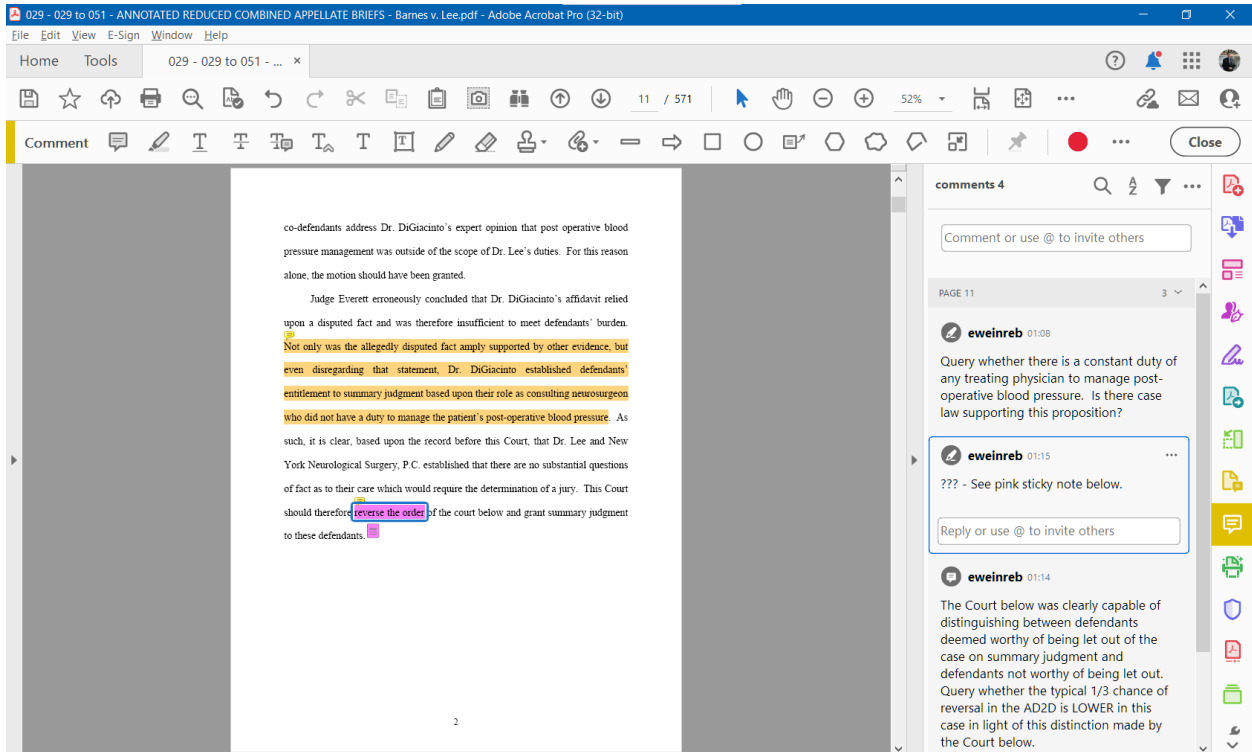 029 - 029 to 051 - ANNOTATED REDUCED COMBINED APPELLATE BRIEFS - Barnes v. Lee.pdf - Adobe Acrobat Pro (32-bit)
File Edit View E-Sign Window Help
Home Tools 029 - 029 to 051 - ... ×
11 / 571 52%
Comment Close
co-defendants address Dr. DiGiacinto's expert opinion that post operative blood
pressure management was outside of the scope of Dr. Lee's duties. For this reason
alone, the motion should have been granted.
Judge Everett erroneously concluded that Dr. DiGiacinto's affidavit relied
upon a disputed fact and was therefore insufficient to meet defendants' burden.
Not only was the allegedly disputed fact amply supported by other evidence, but
even disregarding that statement, Dr. DiGiacinto established defendants'
entitlement to summary judgment based upon their role as consulting neurosurgeon
who did not have a duty to manage the patient's post-operative blood pressure. As
such, it is clear, based upon the record before this Court, that Dr. Lee and New
York Neurological Surgery, P.C. established that there are no substantial questions
of fact as to their care which would require the determination of a jury. This Court
should therefore reverse the order of the court below and grant summary judgment
to these defendants.
2
comments 4
Comment or use @ to invite others
PAGE 11 3
eweinreb 01:08
Query whether there is a constant duty of
any treating physician to manage post-
operative blood pressure. Is there case
law supporting this proposition?
eweinreb 01:15
??? - See pink sticky note below.
Reply or use @ to invite others
eweinreb 01:14
The Court below was clearly capable of
distinguishing between defendants
deemed worthy of being let out of the
case on summary judgment and
defendants not worthy of being let out.
Query whether the typical 1/3 chance of
reversal in the AD2D is LOWER in this
case in light of this distinction made by
the Court below.